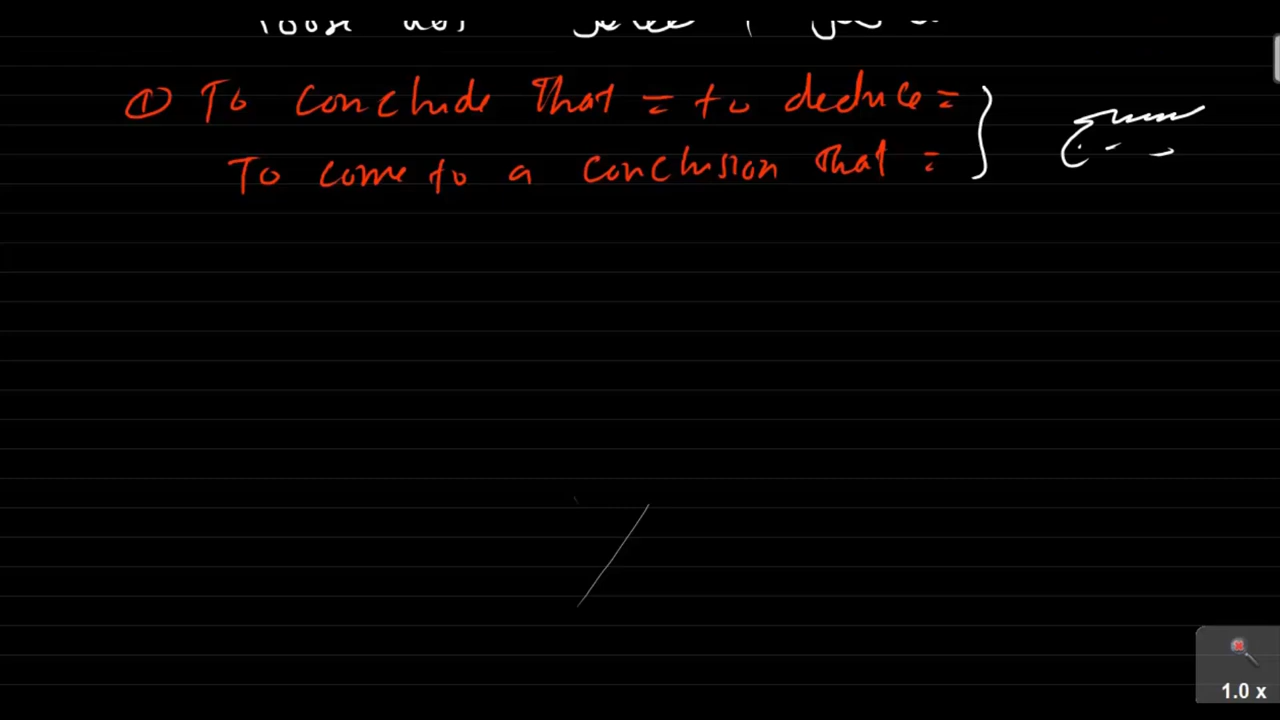 ① To conclude that = to deduce = }
To come to a conclusion that =
1.0 x